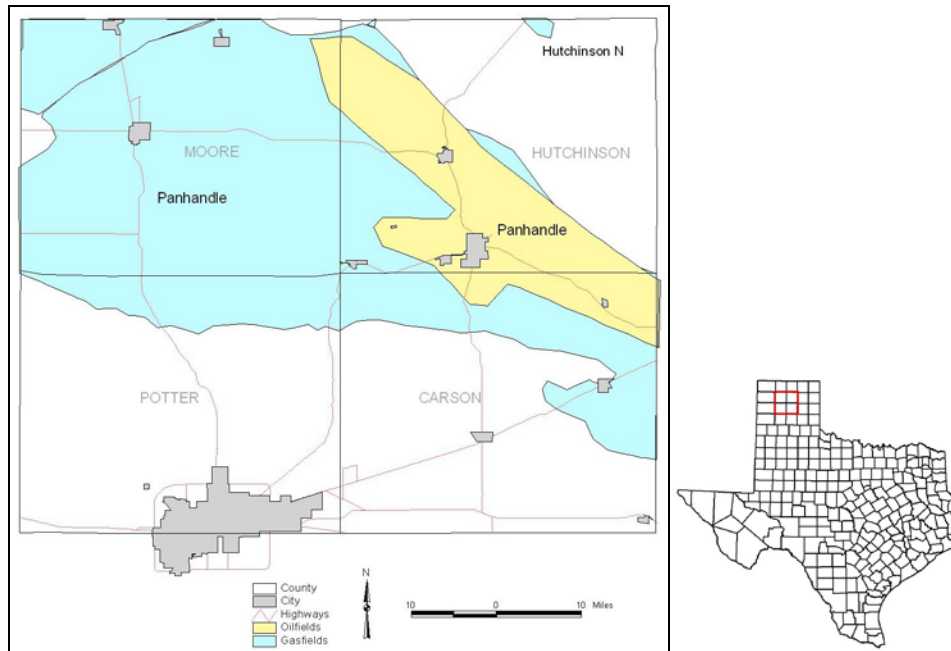 Hutchinson N
MOORE
HUTCHINSON
Panhandle
Panhandle
POTTER
CARSON
County
City
Highways
Oilfields
Gasfields
N
10 0 10 Miles